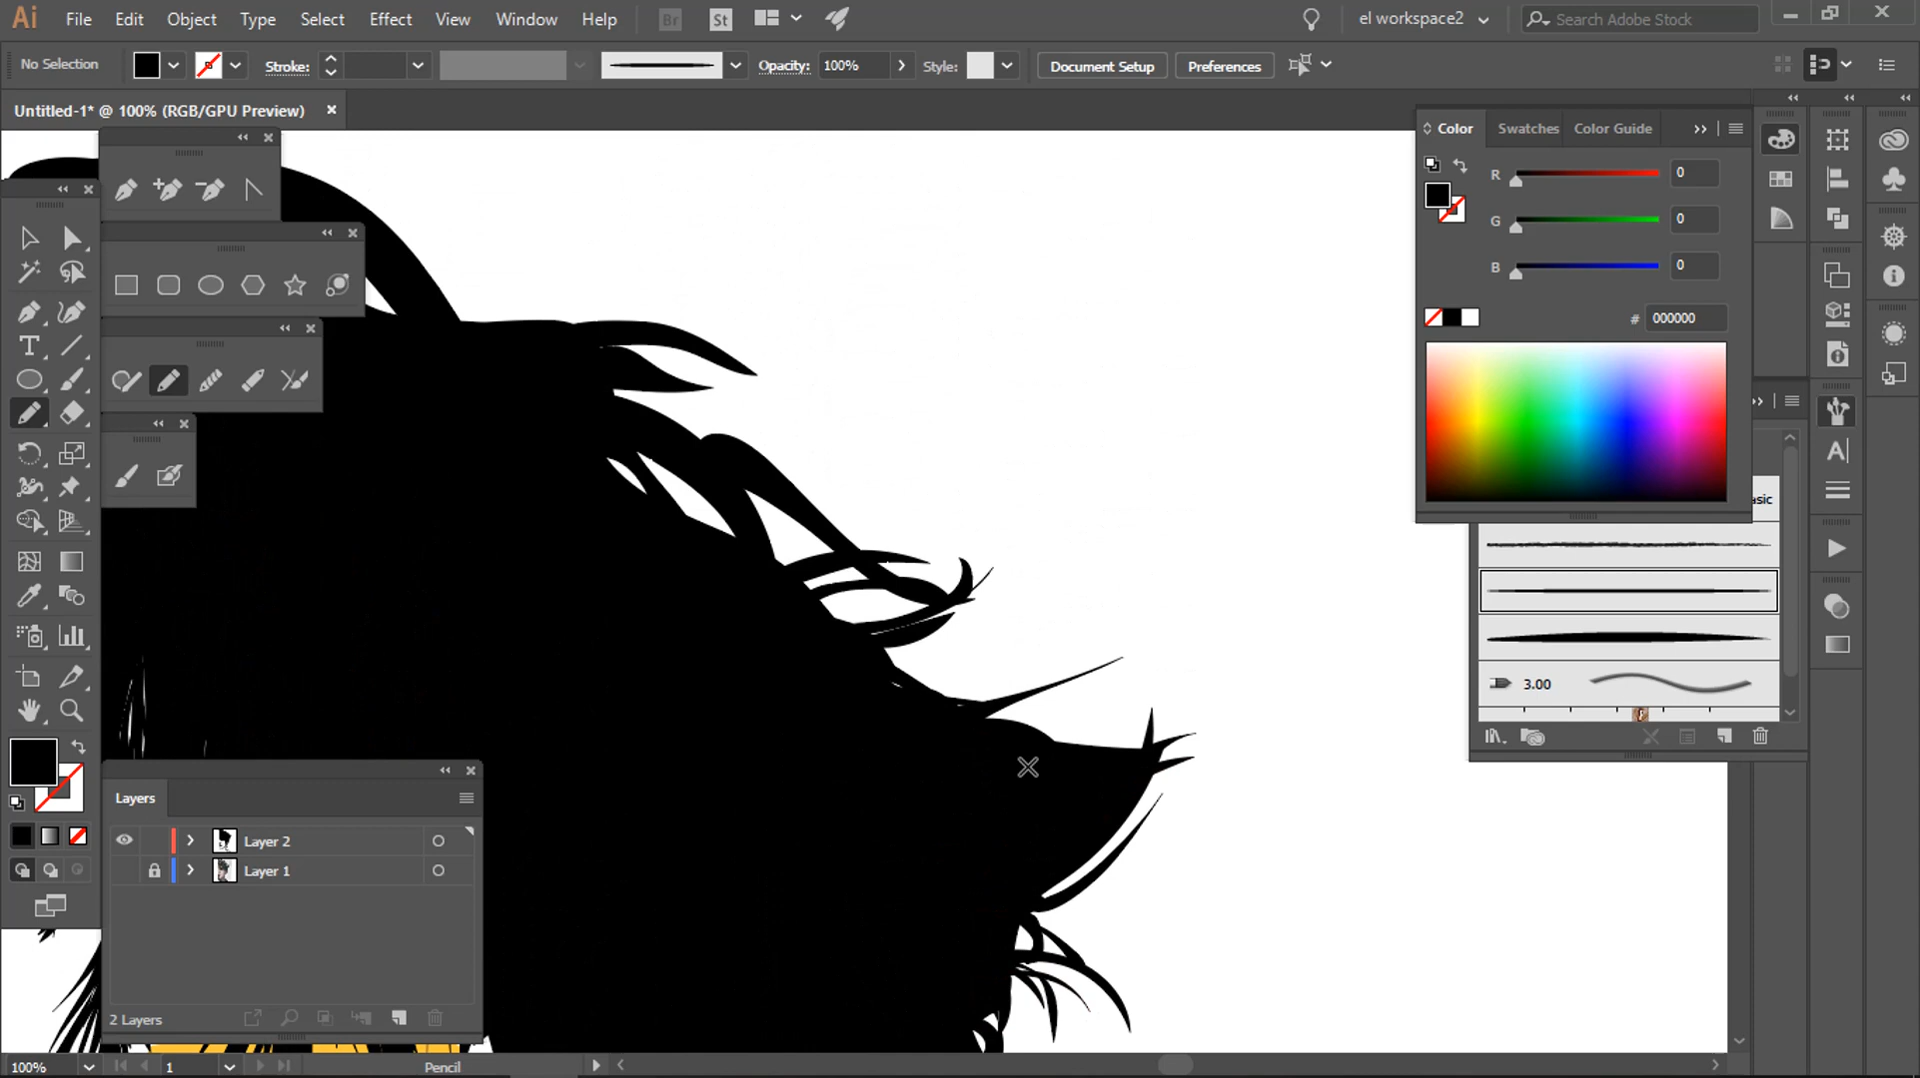 Ai File Edit Object Type Select Effect View Window Help Br St el workspace2 Search Adobe Stock
No Selection Stroke: Opacity: 100% Style: Document Setup Preferences
Untitled-1* @ 100% (RGB/GPU Preview)
Color Swatches Color Guide
R 0
G 0
B 0
# 000000
asic
3.00
Layers
Layer 2
Layer 1
2 Layers
100% 1 Pencil